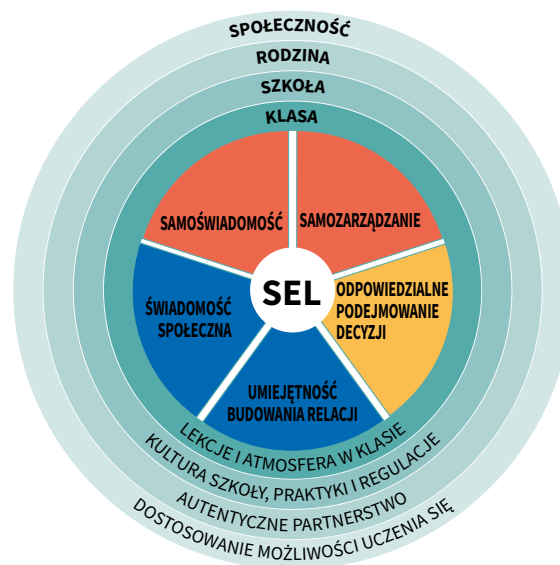 SPOŁECZNOŚĆ
RODZINA
SZKOŁA
KLASA
SAMOŚWIADOMOŚĆ
SAMOZARZĄDZANIE
SEL
ŚWIADOMOŚĆ
SPOŁECZNA
ODPOWIEDZIALNE
PODEJMOWANIE
DECYZJI
UMIEJĘTNOŚĆ
BUDOWANIA RELACJI
LEKCJE I ATMOSFERA W KLASIE
KULTURA SZKOŁY, PRAKTYKI I REGULACJE
AUTENTYCZNE PARTNERSTWO
DOSTOSOWANIE MOŻLIWOŚCI UCZENIA SIĘ